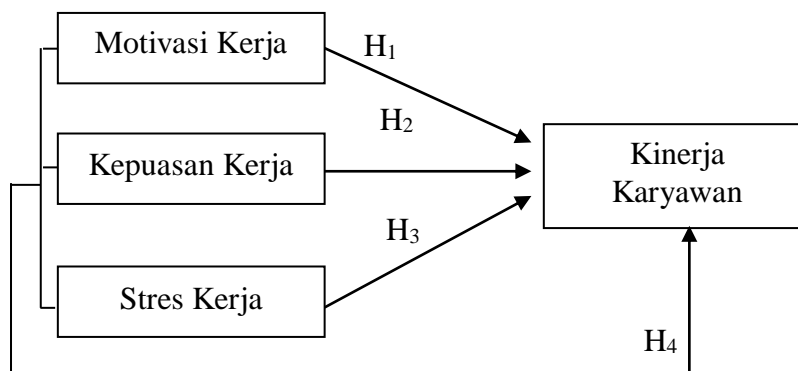 Motivasi Kerja
H₁
H₂
Kepuasan Kerja
Kinerja
Karyawan
H₃
Stres Kerja
H₄